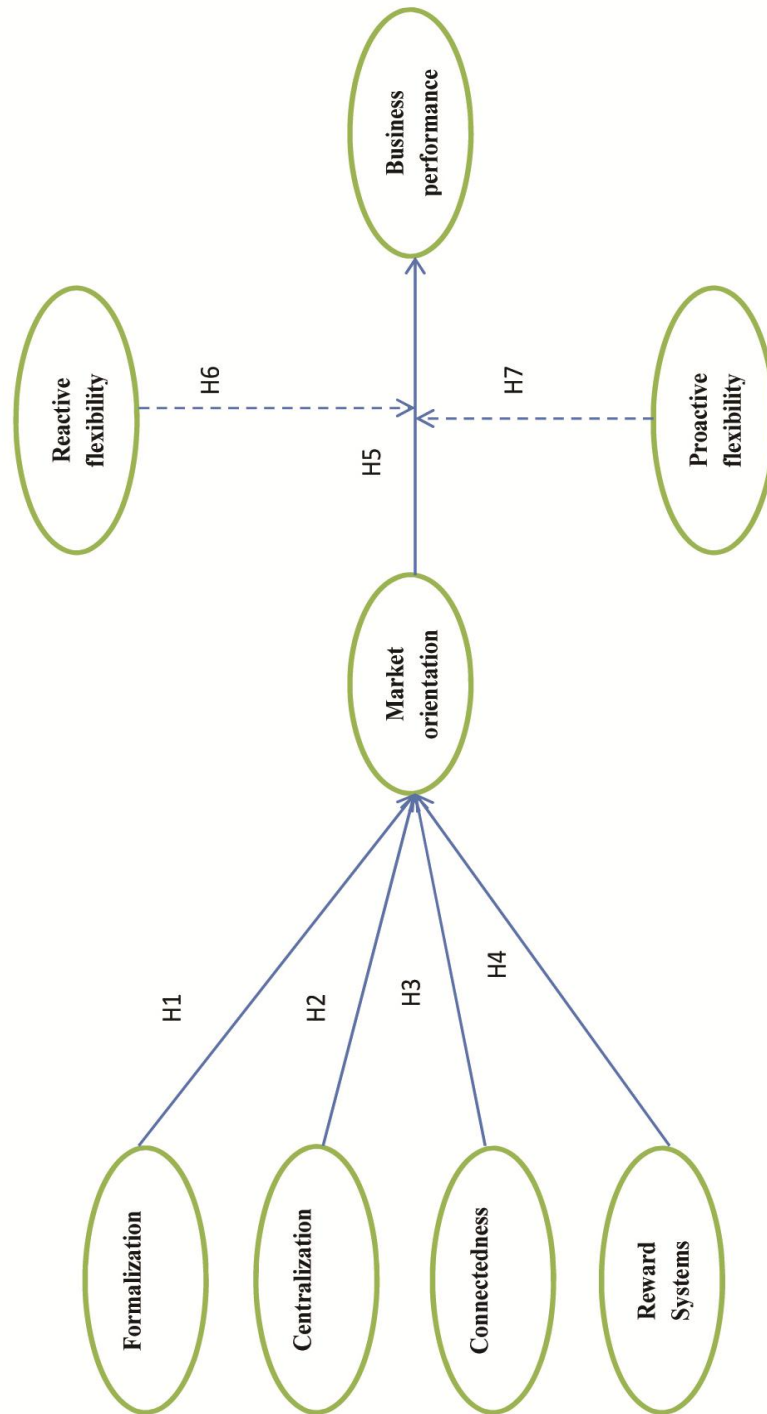 Reactive
flexibility
H6
Formalization
H1
Centralization
H2
Market
orientation
H5
Business
performance
H3
Connectedness
H4
H7
Reward
Systems
Proactive
flexibility